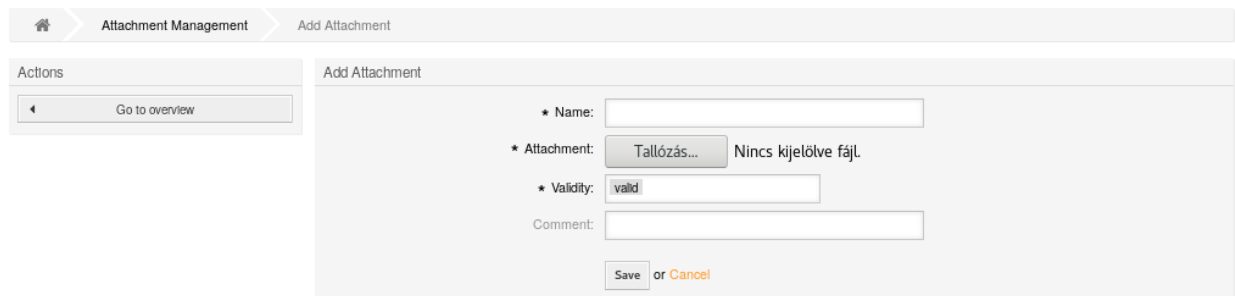 Attachment Management Add Attachment
Actions
Go to overview
Add Attachment
★ Name:
★ Attachment: Tallózás... Nincs kijelölve fájl.
★ Validity: valid
Comment:
Save or Cancel